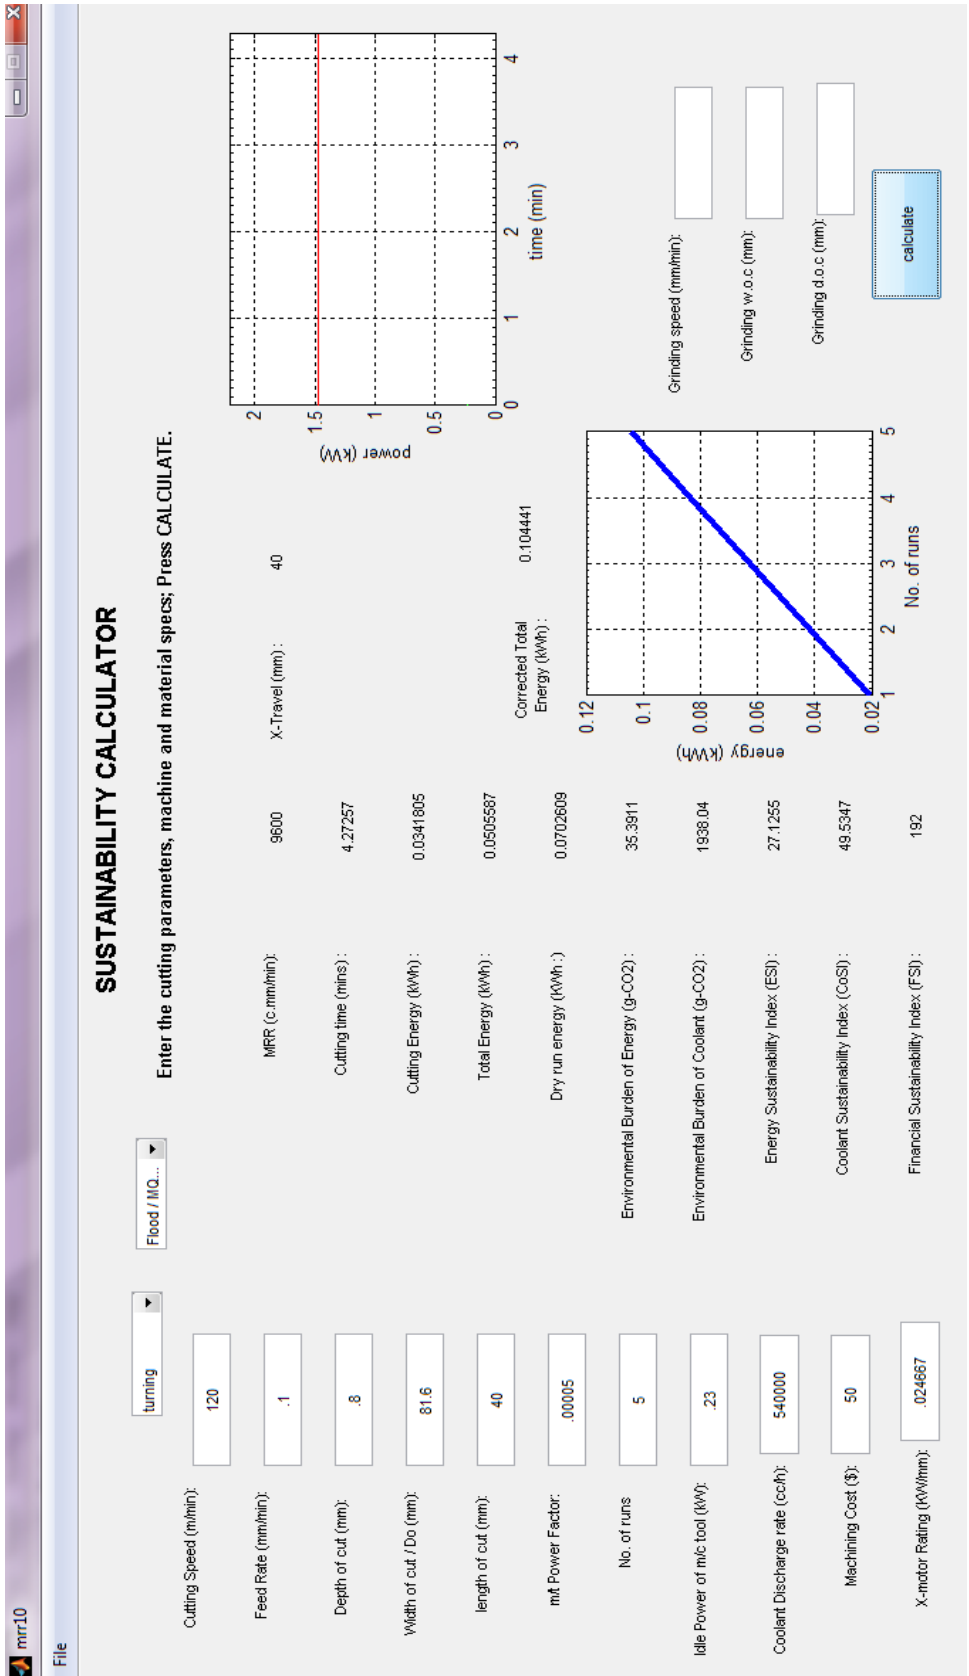 mrr10
File
SUSTAINABILITY CALCULATOR
Enter the cutting parameters, machine and material specs; Press CALCULATE.
turning
Flood / MQ...
Cutting Speed (m/min):
120
Feed Rate (mm/min):
.1
Depth of cut (mm):
.8
Width of cut / Do (mm):
81.6
length of cut (mm):
40
m/t Power Factor:
.00005
No. of runs
5
Idle Power of m/c tool (kW):
.23
Coolant Discharge rate (cc/h):
540000
Machining Cost ($):
50
X-motor Rating (KW/mm):
.024667
MRR (c.mm/min):
9600
X-Travel (mm) :
40
Cutting time (mins) :
4.27257
Cutting Energy (kWh) :
0.0341805
Total Energy (kWh) :
0.0505587
Dry run energy (KWh :)
0.0702609
Corrected Total
Energy (kWh) :
0.104441
Environmental Burden of Energy (g-CO2) :
35.3911
Environmental Burden of Coolant (g-CO2) :
1938.04
Energy Sustainability Index (ESI) :
27.1255
Coolant Sustainability Index (CoSI) :
49.5347
Financial Sustainability Index (FSI) :
192
power (kW)
2
1.5
1
0.5
0
0 1 2 3 4
time (min)
energy (kWh)
0.12
0.1
0.08
0.06
0.04
0.02
1 2 3 4 5
No. of runs
Grinding speed (mm/min):
Grinding w.o.c (mm):
Grinding d.o.c (mm):
calculate